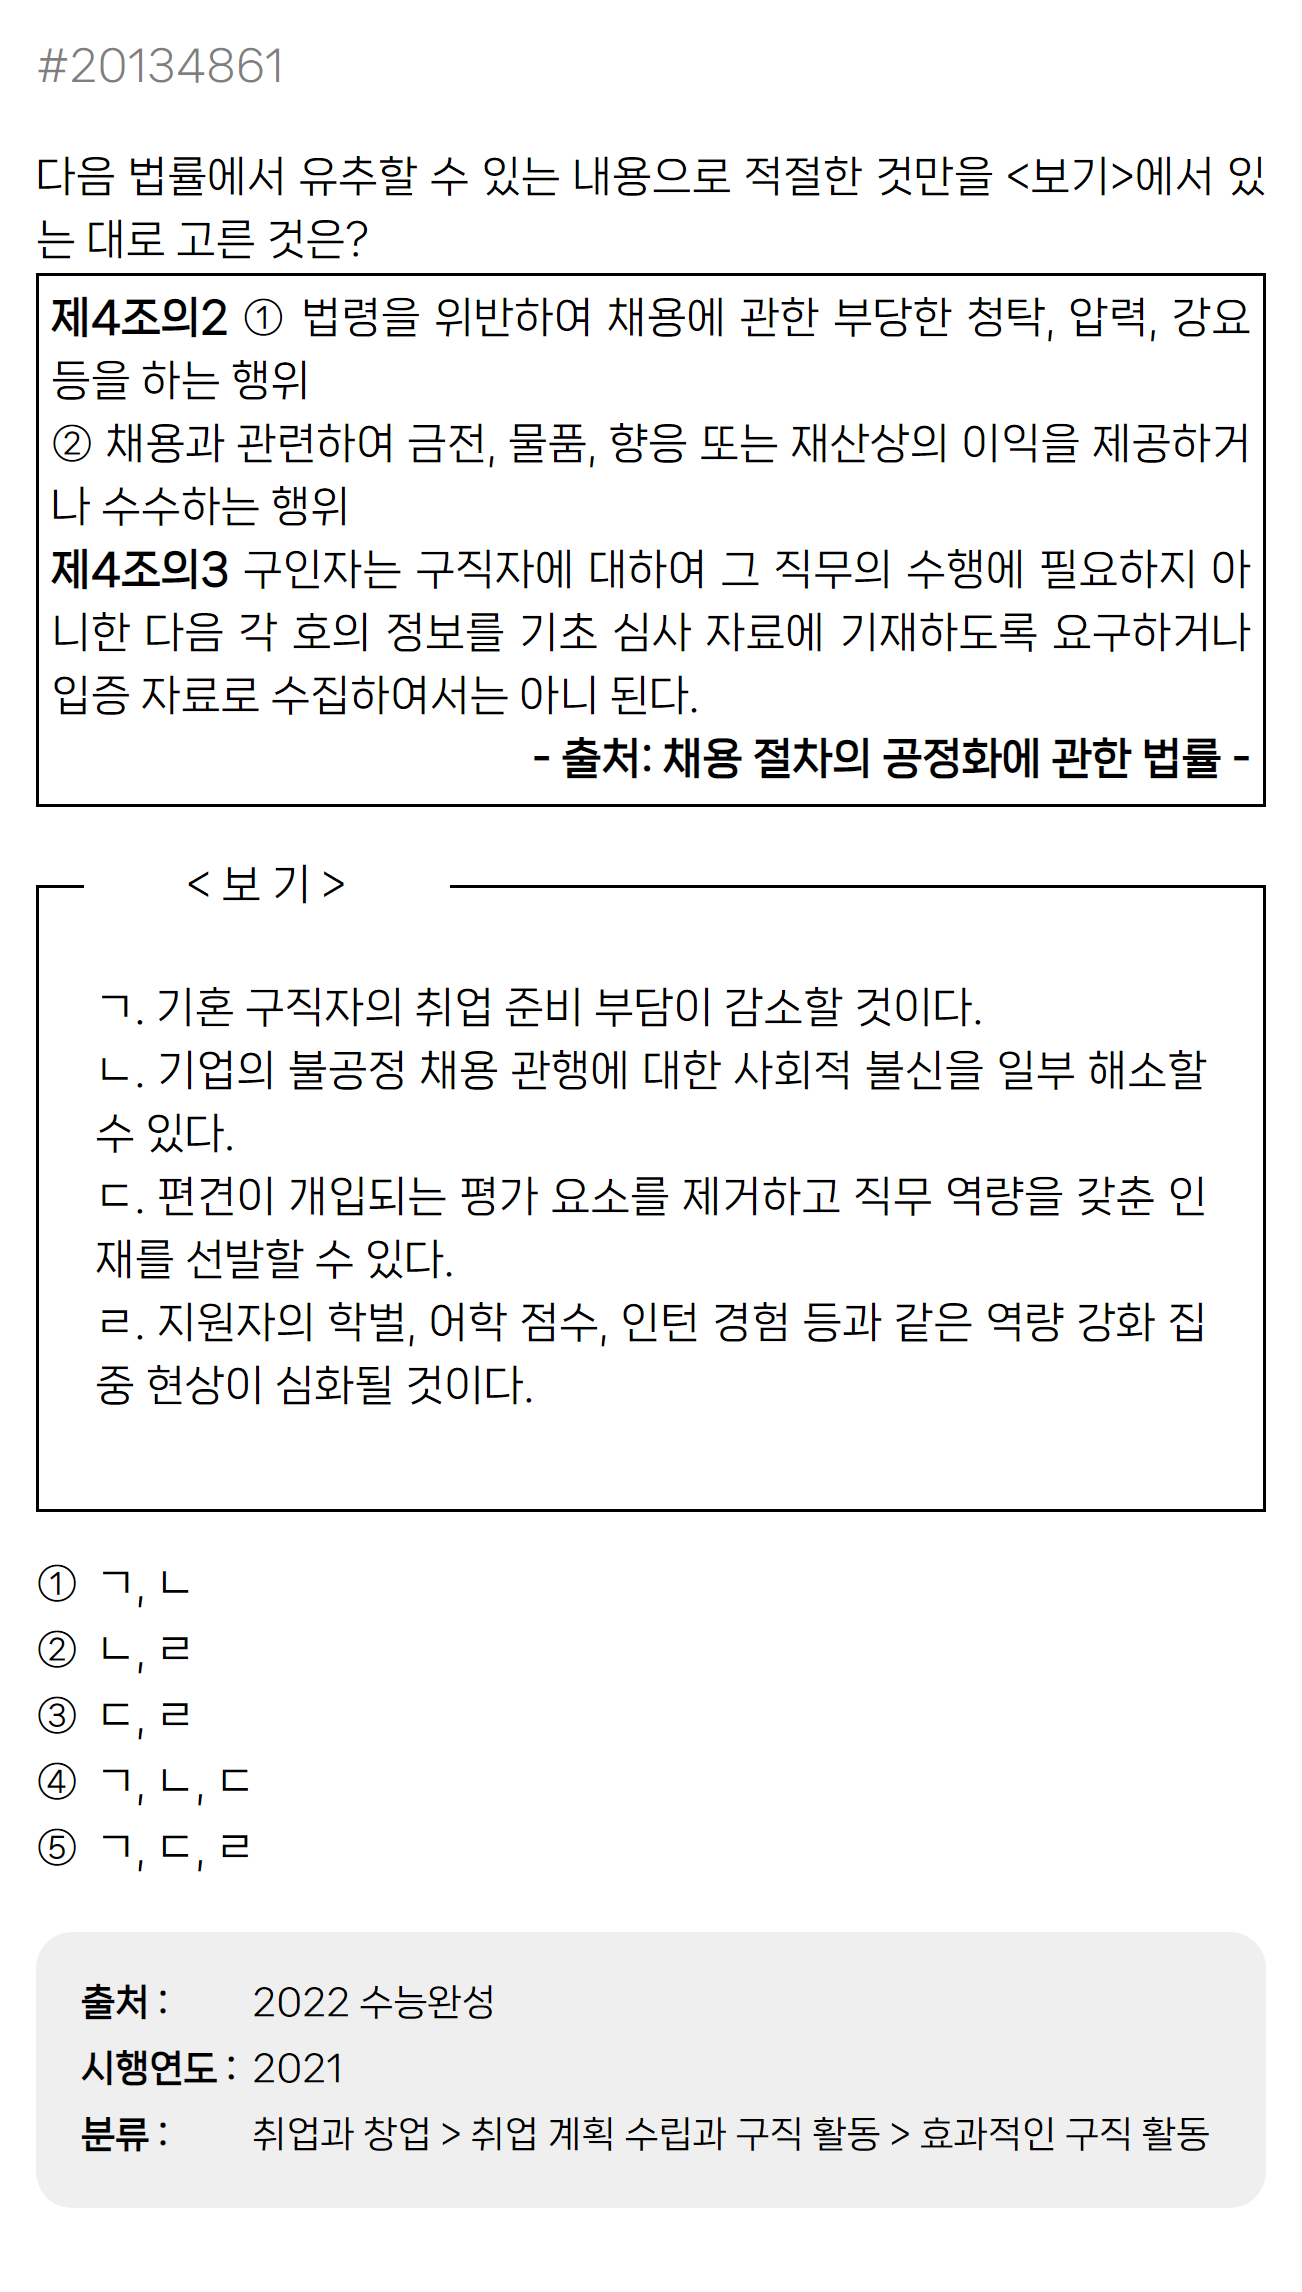 #20134861
다음 법률에서 유추할 수 있는 내용으로 적절한 것만을 <보기>에서 있
는 대로 고른 것은?
제4조의2 ① 법령을 위반하여 채용에 관한 부당한 청탁, 압력, 강요
등을 하는 행위
② 채용과 관련하여 금전, 물품, 향응 또는 재산상의 이익을 제공하거
나 수수하는 행위
제4조의3 구인자는 구직자에 대하여 그 직무의 수행에 필요하지 아
니한 다음 각 호의 정보를 기초 심사 자료에 기재하도록 요구하거나
입증 자료로 수집하여서는 아니 된다.
- 출처: 채용 절차의 공정화에 관한 법률 -
< 보 기 >
ㄱ. 기혼 구직자의 취업 준비 부담이 감소할 것이다.
ㄴ. 기업의 불공정 채용 관행에 대한 사회적 불신을 일부 해소할
수 있다.
ㄷ. 편견이 개입되는 평가 요소를 제거하고 직무 역량을 갖춘 인
재를 선발할 수 있다.
ㄹ. 지원자의 학벌, 어학 점수, 인턴 경험 등과 같은 역량 강화 집
중 현상이 심화될 것이다.
① ㄱ, ㄴ
② ㄴ, ㄹ
③ ㄷ, ㄹ
④ ㄱ, ㄴ, ㄷ
⑤ ㄱ, ㄷ, ㄹ
출처 : 2022 수능완성
시행연도 : 2021
분류 : 취업과 창업 > 취업 계획 수립과 구직 활동 > 효과적인 구직 활동